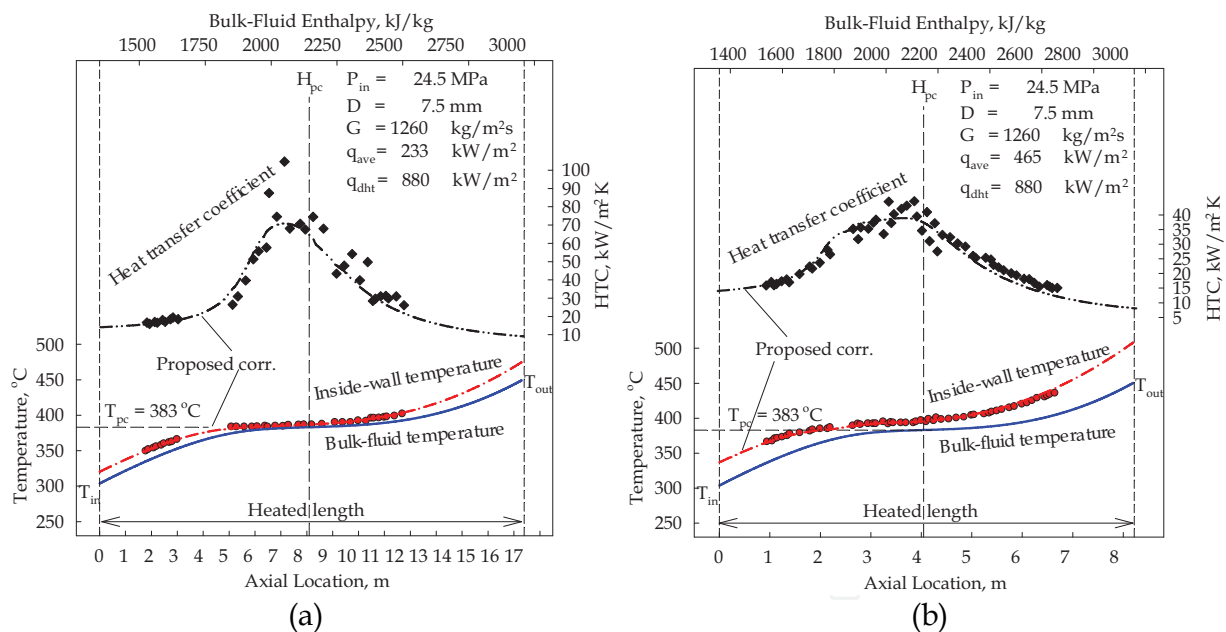 Bulk-Fluid Enthalpy, kJ/kg
1500 1650 1800 1950 2100 2250 2400 2550 2700 2850 3000
H_pc
P_in = 24.5 MPa
D = 7.5 mm
G = 1260 kg/m²s
q_ave = 233 kW/m²
q_dht = 880 kW/m²
Heat transfer coefficient
100
90
80
70
60
50
40
30
20
10
HTC, kW/m² K
Proposed corr.
500
450
400
350
300
250
Temperature, °C
T_pc = 383 °C
Inside-wall temperature
Bulk-fluid temperature
T_in
T_out
Heated length
0 1 2 3 4 5 6 7 8 9 10 11 12 13 14 15 16 17
Axial Location, m
(a)
Bulk-Fluid Enthalpy, kJ/kg
1400 1600 1800 2000 2200 2400 2600 2800 3000
H_pc
P_in = 24.5 MPa
D = 7.5 mm
G = 1260 kg/m²s
q_ave = 465 kW/m²
q_dht = 880 kW/m²
Heat transfer coefficient
40
35
30
25
20
15
10
5
HTC, kW/m² K
Proposed corr.
500
450
400
350
300
250
Temperature, °C
T_pc = 383 °C
Inside-wall temperature
Bulk-fluid temperature
T_in
T_out
Heated length
0 1 2 3 4 5 6 7 8
Axial Location, m
(b)